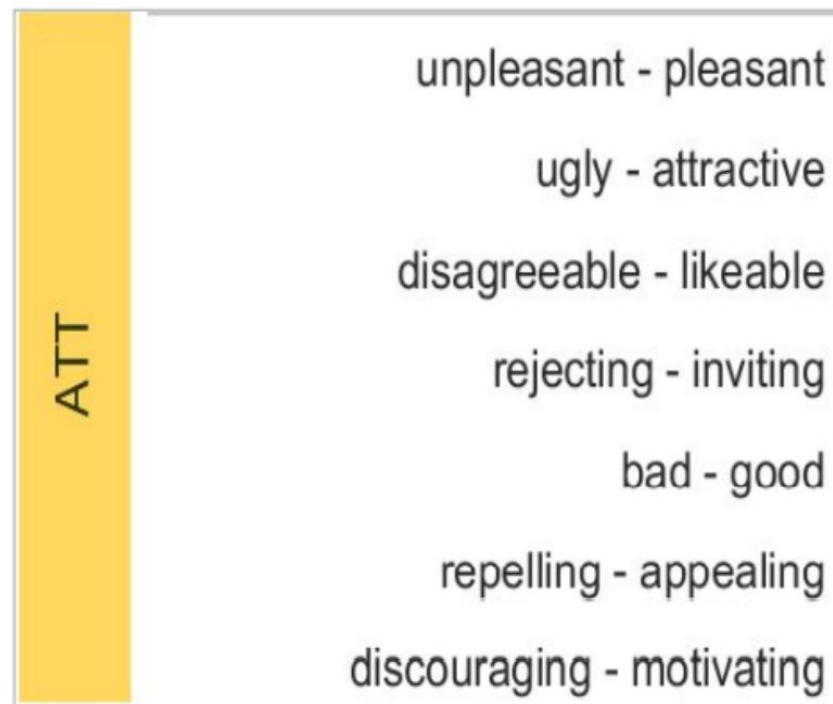 ATT
unpleasant - pleasant
ugly - attractive
disagreeable - likeable
rejecting - inviting
bad - good
repelling - appealing
discouraging - motivating